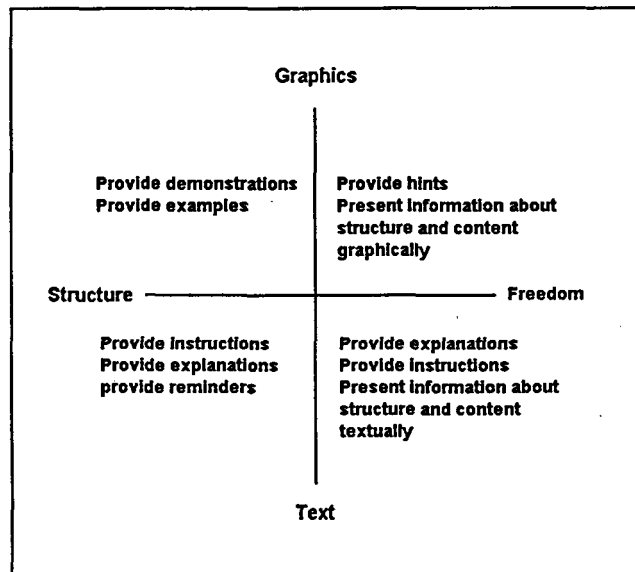 Graphics
Provide demonstrations
Provide examples
Provide hints
Present information about
structure and content
graphically
Structure
Freedom
Provide instructions
Provide explanations
provide reminders
Provide explanations
Provide instructions
Present information about
structure and content
textually
Text